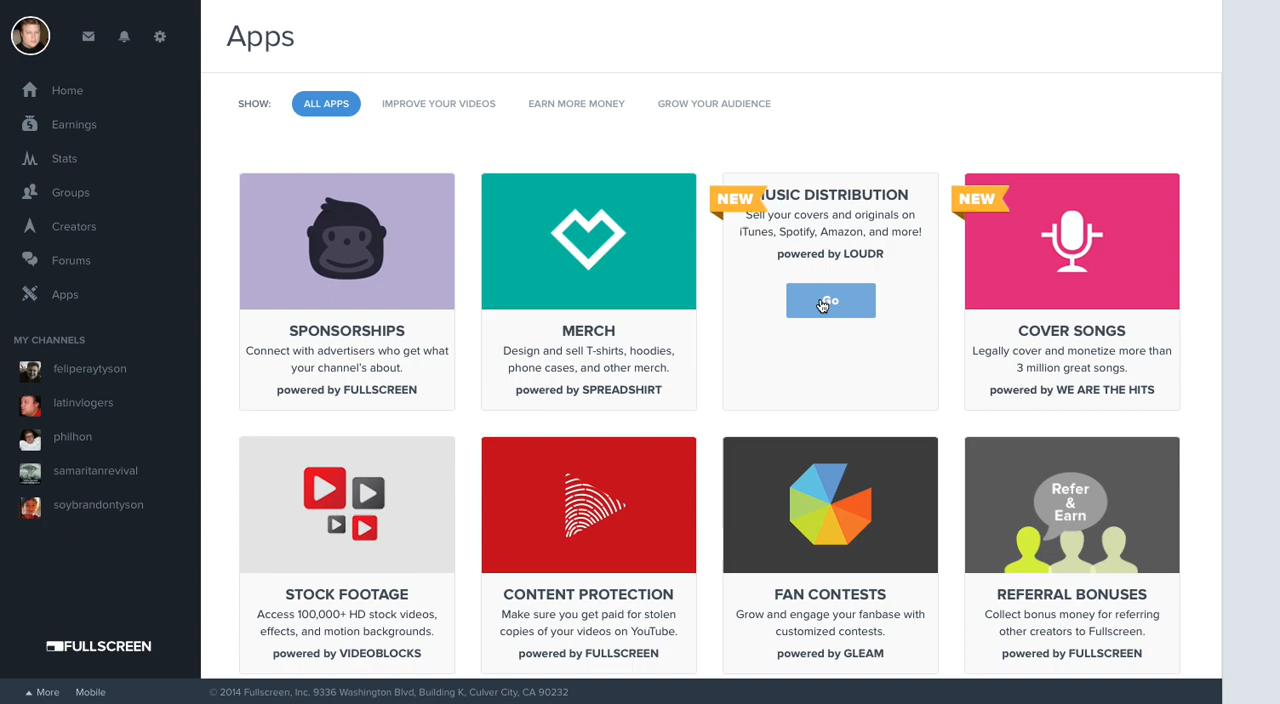 Apps
Home
Earnings
Stats
Groups
Creators
Forums
Apps
MY CHANNELS
feliperaytyson
latinvlogers
philhon
samaritanrevival
soybrandontyson
FULLSCREEN
SHOW: ALL APPS IMPROVE YOUR VIDEOS EARN MORE MONEY GROW YOUR AUDIENCE
SPONSORSHIPS
Connect with advertisers who get what
your channel's about.
powered by FULLSCREEN
MERCH
Design and sell T-shirts, hoodies,
phone cases, and other merch.
powered by SPREADSHIRT
NEW
MUSIC DISTRIBUTION
Sell your covers and originals on
iTunes, Spotify, Amazon, and more!
powered by LOUDR
Go
NEW
COVER SONGS
Legally cover and monetize more than
3 million great songs.
powered by WE ARE THE HITS
STOCK FOOTAGE
Access 100,000+ HD stock videos,
effects, and motion backgrounds.
powered by VIDEOBLOCKS
CONTENT PROTECTION
Make sure you get paid for stolen
copies of your videos on YouTube.
powered by FULLSCREEN
FAN CONTESTS
Grow and engage your fanbase with
customized contests.
powered by GLEAM
Refer
&
Earn
REFERRAL BONUSES
Collect bonus money for referring
other creators to Fullscreen.
powered by FULLSCREEN
More Mobile
© 2014 Fullscreen, Inc. 9336 Washington Blvd, Building K, Culver City, CA 90232